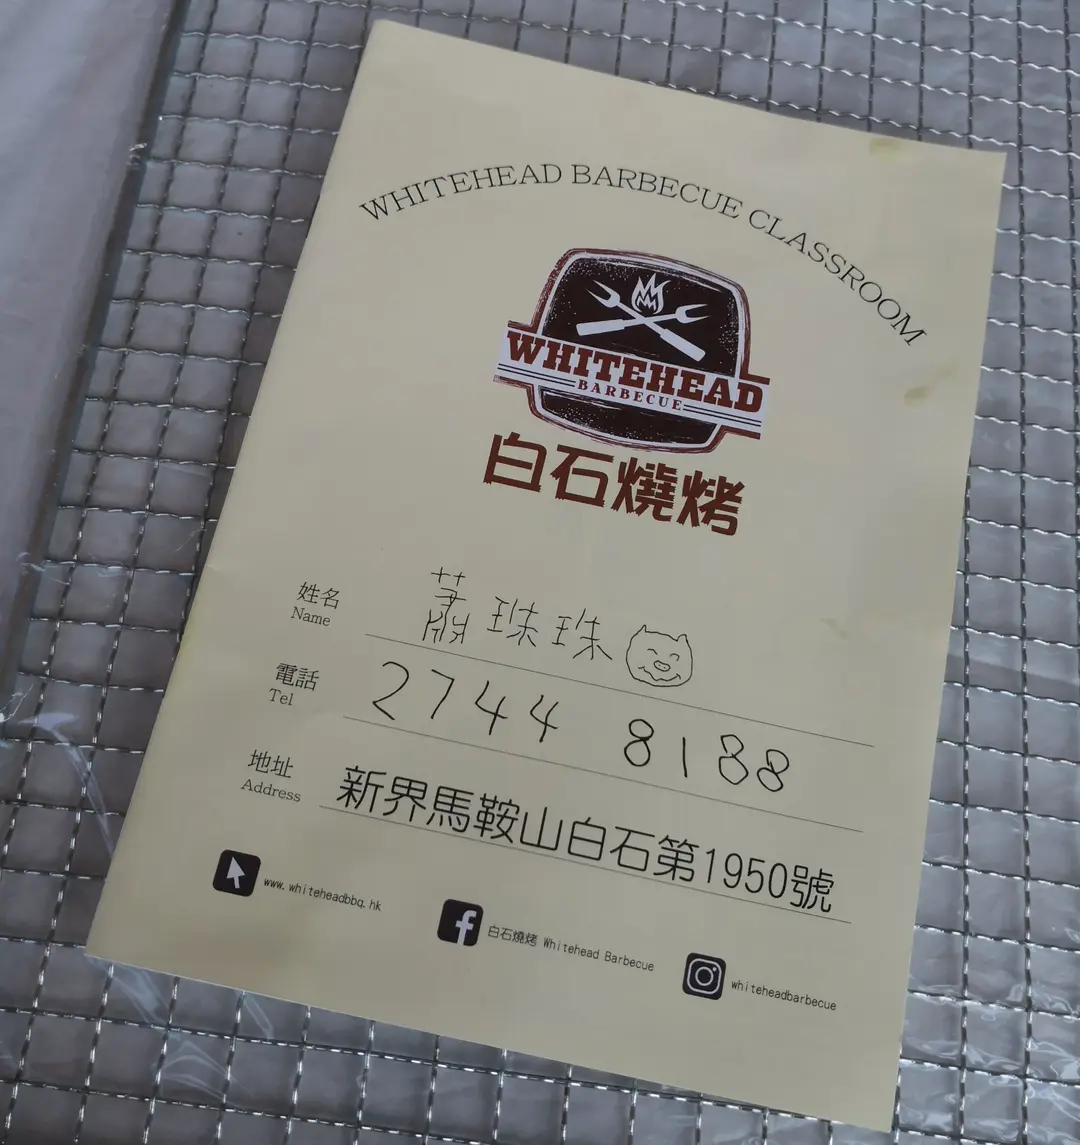 WHITEHEAD BARBECUE CLASSROOM
WHITEHEAD
BARBECUE
白石燒烤
姓名
Name
蕭珠珠
電話
Tel
2744 8188
地址
Address
新界馬鞍山白石第1950號
www.whiteheadbbq.hk
白石燒烤 Whitehead Barbecue
whiteheadbarbecue